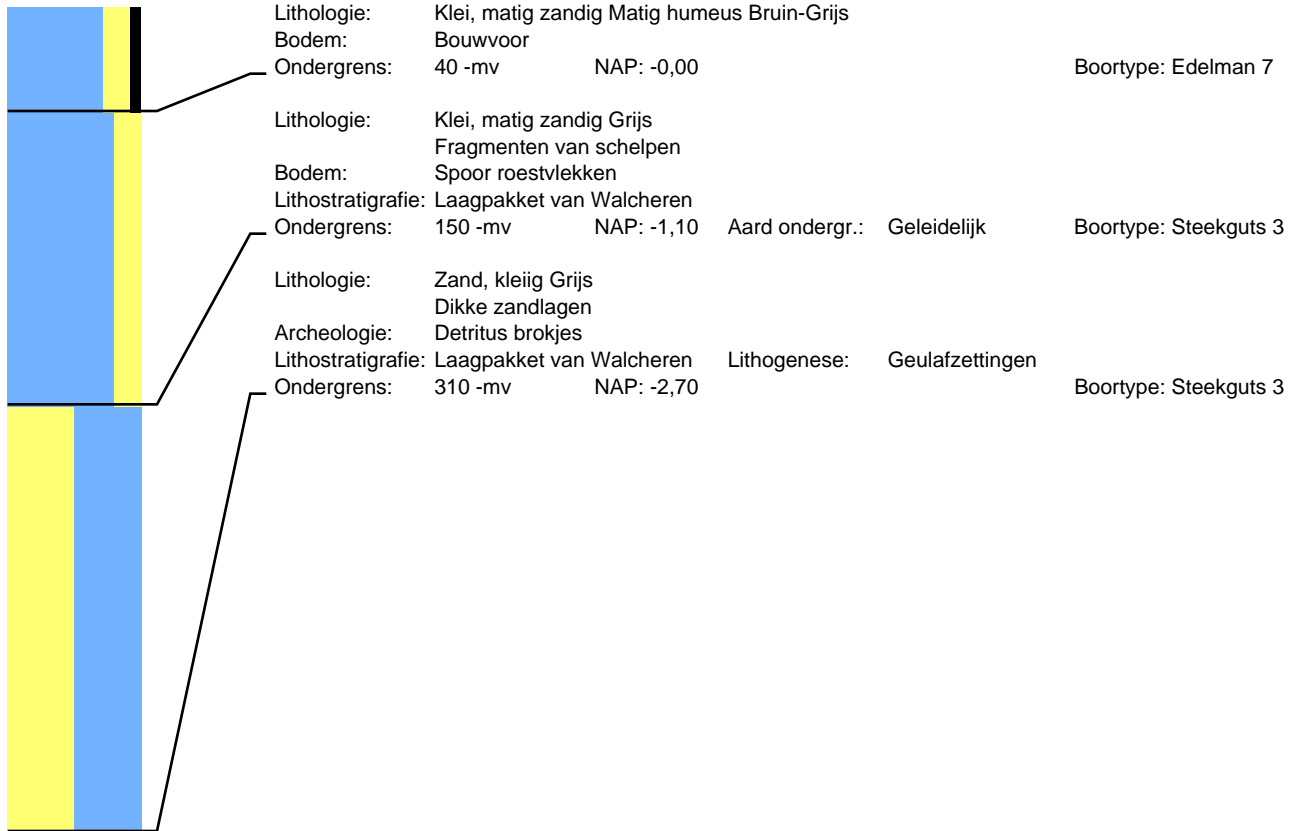 Lithologie: Klei, matig zandig Matig humeus Bruin-Grijs
Bodem: Bouwvoor
Ondergrens: 40 -mv NAP: -0,00 Boortype: Edelman 7
Lithologie: Klei, matig zandig Grijs
Fragmenten van schelpen
Bodem: Spoor roestvlekken
Lithostratigrafie: Laagpakket van Walcheren
Ondergrens: 150 -mv NAP: -1,10 Aard ondergr.: Geleidelijk Boortype: Steekguts 3
Lithologie: Zand, kleiig Grijs
Dikke zandlagen
Archeologie: Detritus brokjes
Lithostratigrafie: Laagpakket van Walcheren Lithogenese: Geulafzettingen
Ondergrens: 310 -mv NAP: -2,70 Boortype: Steekguts 3